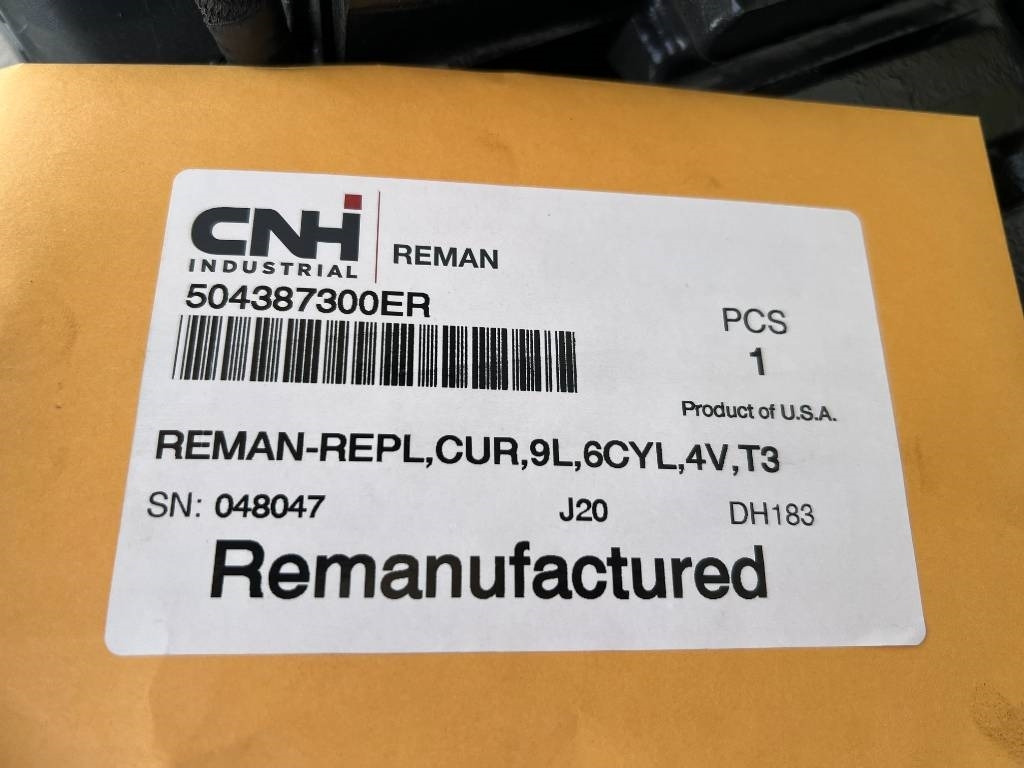 CNH
INDUSTRIAL
REMAN
504387300ER
PCS
1
Product of U.S.A.
REMAN-REPL,CUR,9L,6CYL,4V,T3
SN: 048047 J20 DH183
Remanufactured